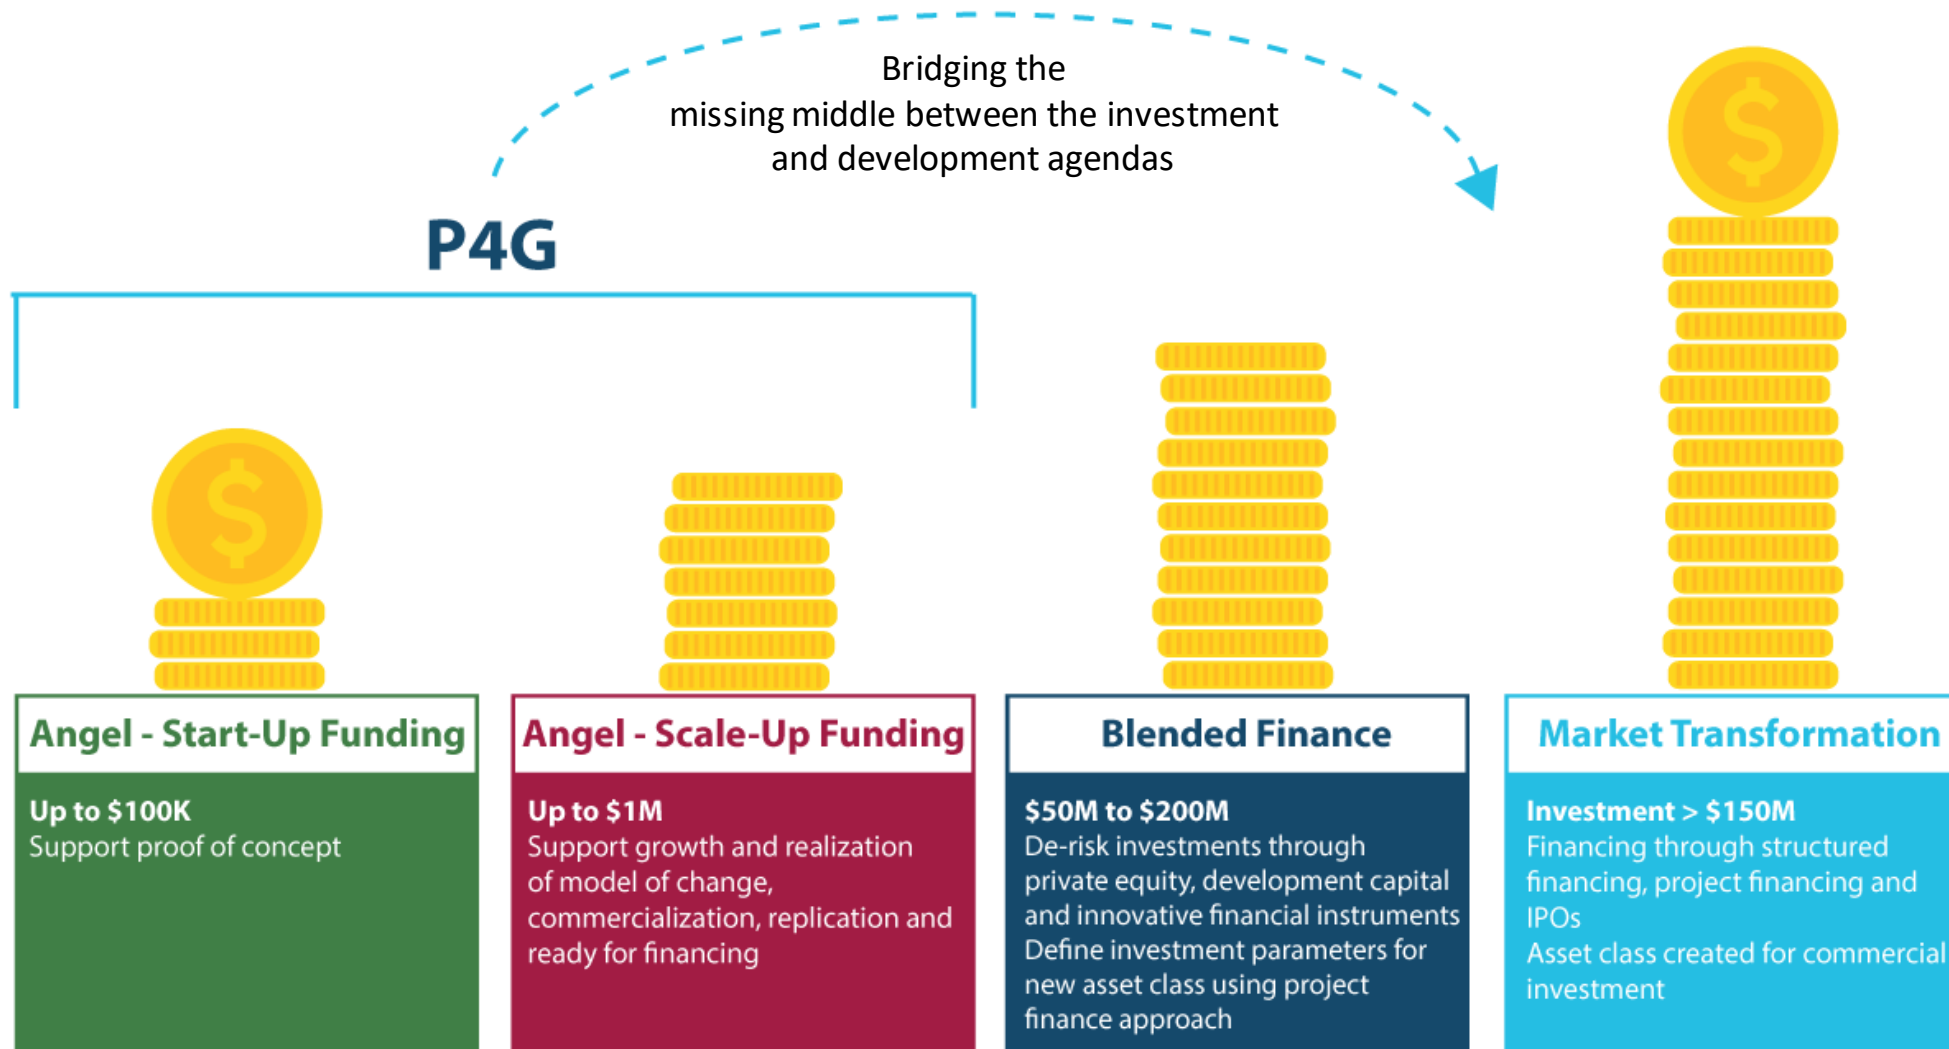 Bridging the
missing middle between the investment
and development agendas
P4G
$
$
Angel - Start-Up Funding
Up to $100K
Support proof of concept
Angel - Scale-Up Funding
Up to $1M
Support growth and realization
of model of change,
commercialization, replication and
ready for financing
Blended Finance
$50M to $200M
De-risk investments through
private equity, development capital
and innovative financial instruments
Define investment parameters for
new asset class using project
finance approach
Market Transformation
Investment > $150M
Financing through structured
financing, project financing and
IPOs
Asset class created for commercial
investment